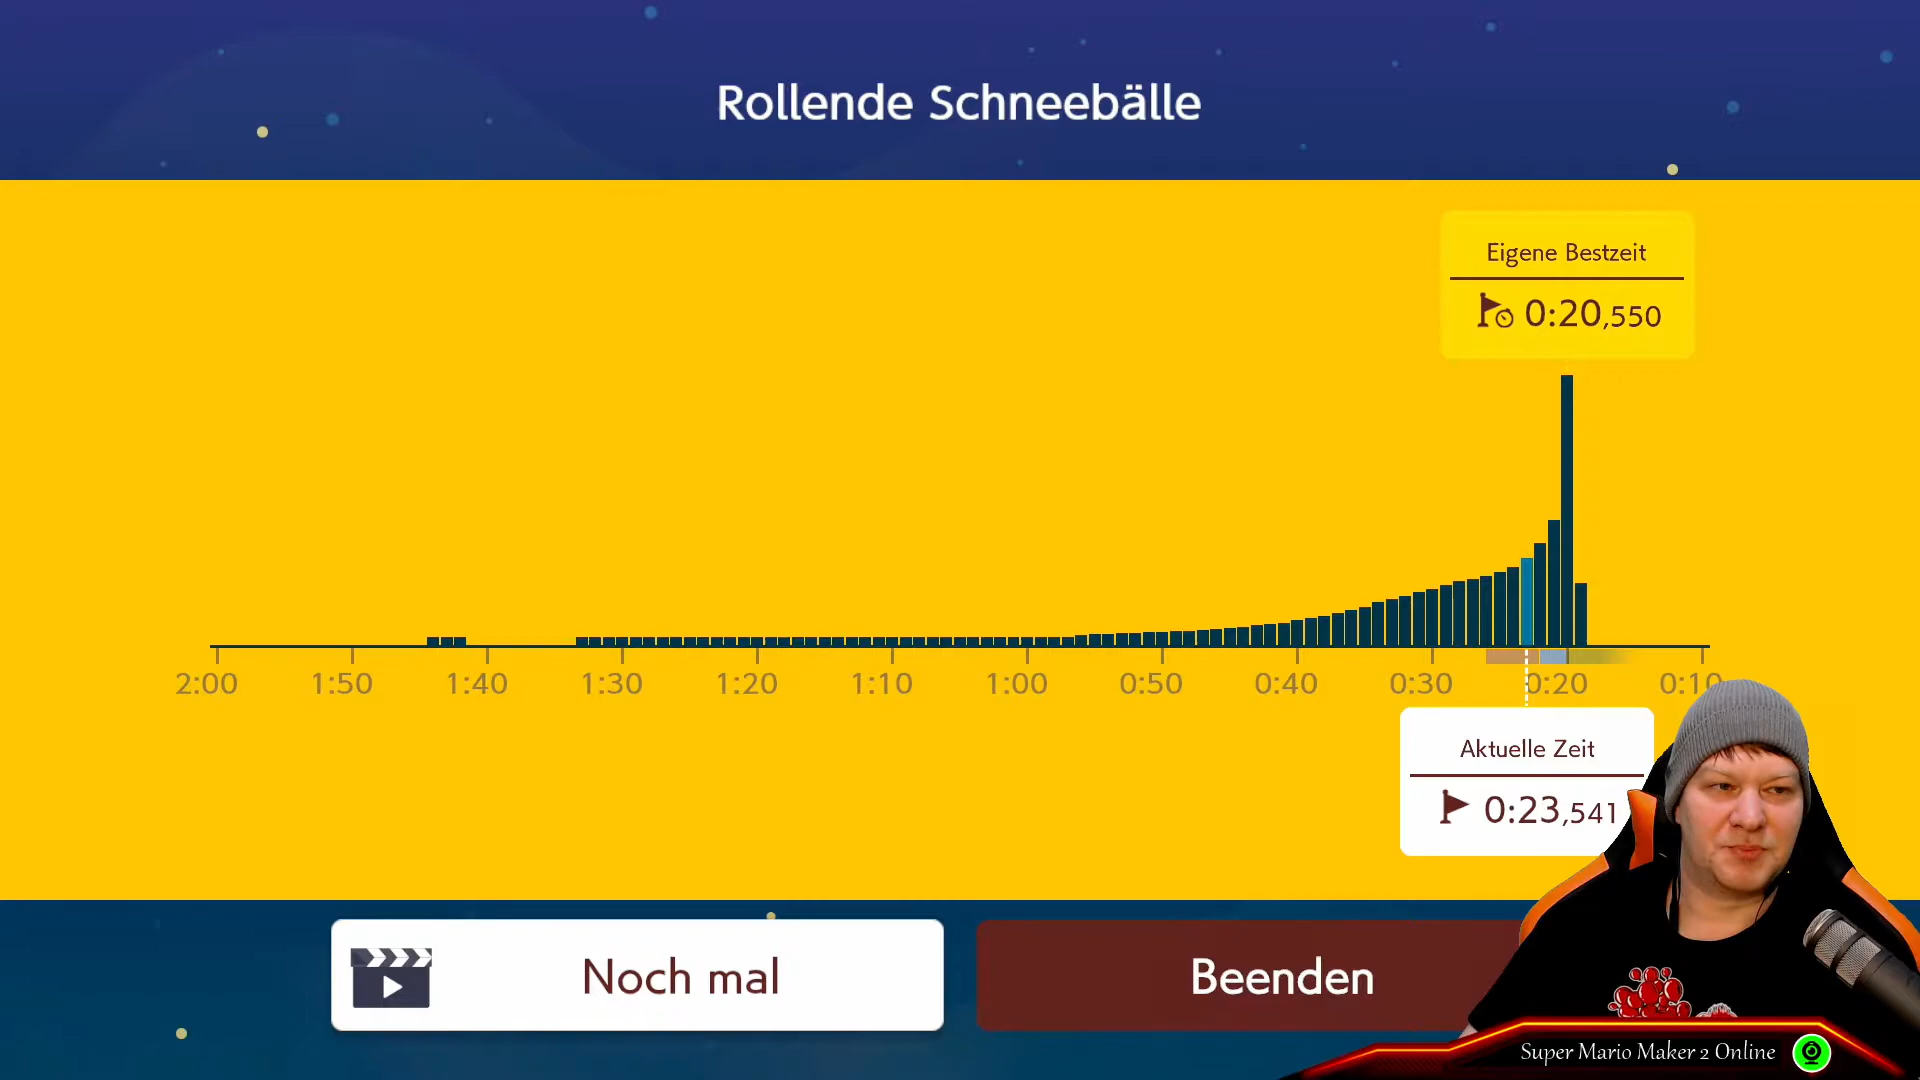 Rollende Schneebälle
Eigene Bestzeit
0:20,550
2:00 1:50 1:40 1:30 1:20 1:10 1:00 0:50 0:40 0:30 0:20 0:10
Aktuelle Zeit
0:23,541
Noch mal
Beenden
Super Mario Maker 2 Online